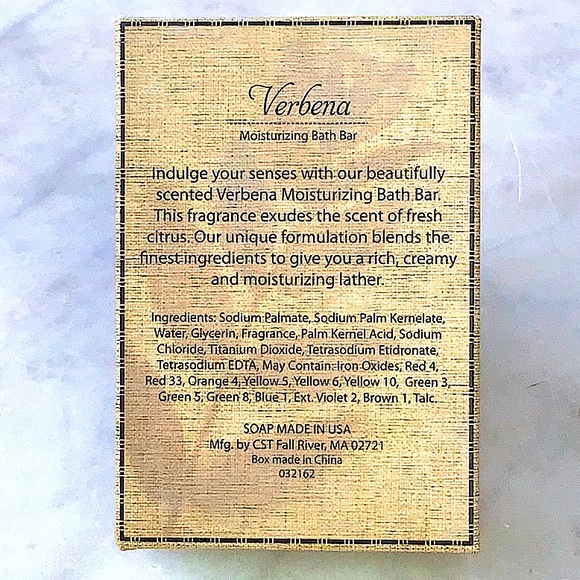 Verbena
Moisturizing Bath Bar
Indulge your senses with our beautifully
scented Verbena Moisturizing Bath Bar.
This fragrance exudes the scent of fresh
citrus. Our unique formulation blends the
finest ingredients to give you a rich, creamy
and moisturizing lather.
Ingredients: Sodium Palmate, Sodium Palm Kernelate,
Water, Glycerin, Fragrance, Palm Kernel Acid, Sodium
Chloride, Titanium Dioxide, Tetrasodium Etidronate,
Tetrasodium EDTA, May Contain: Iron Oxides, Red 4,
Red 33, Orange 4, Yellow 5, Yellow 6, Yellow 10, Green 3,
Green 5, Green 8, Blue 1, Ext. Violet 2, Brown 1, Talc.
SOAP MADE IN USA
Mfg. by CST Fall River, MA 02721
Box made in China
032162